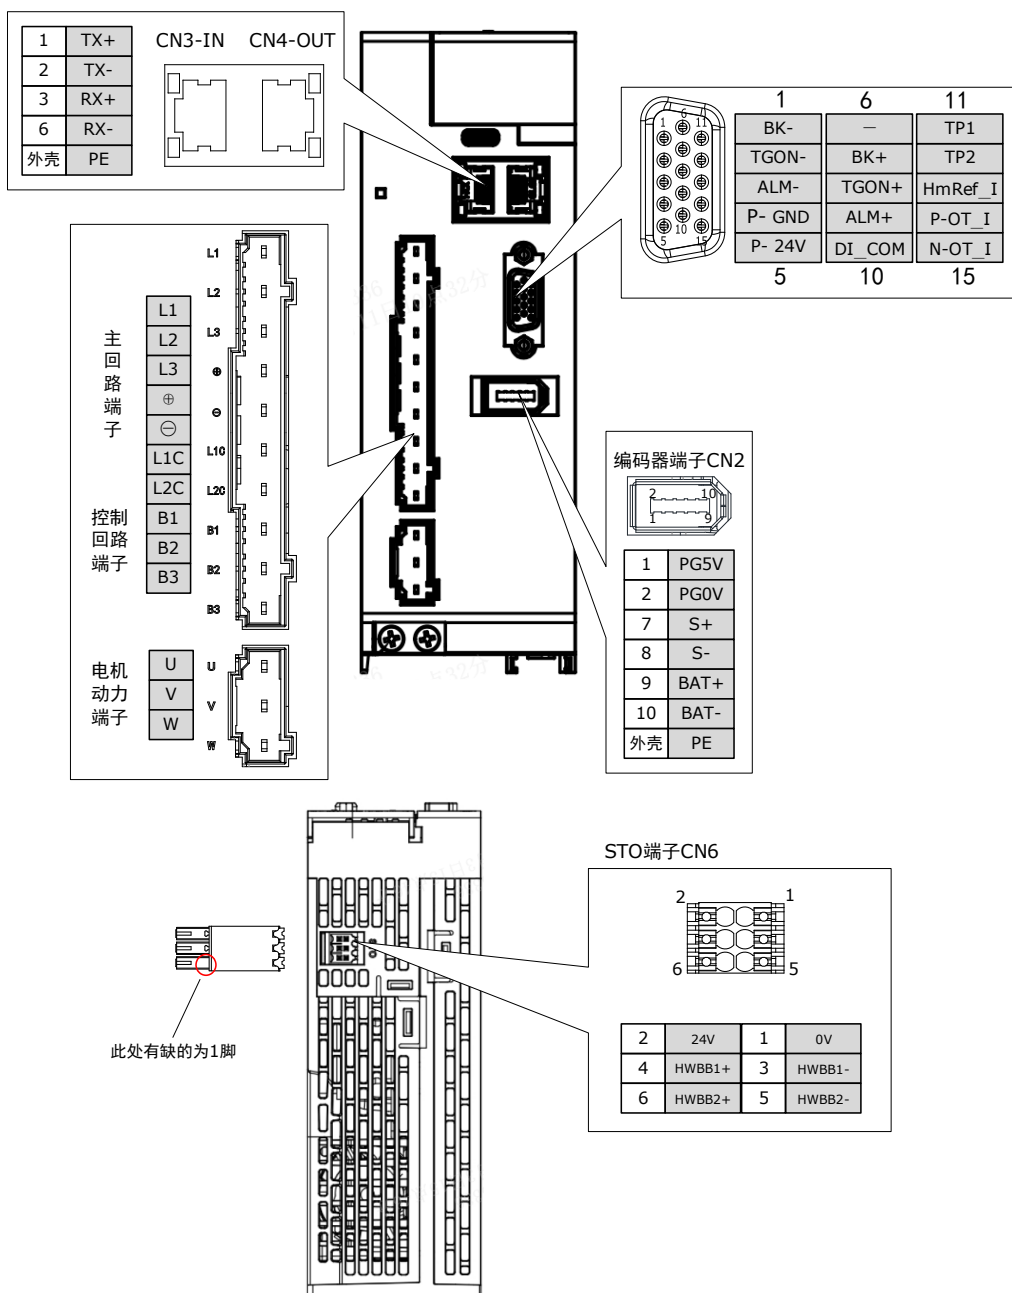 1 TX+
2 TX-
3 RX+
6 RX-
外壳 PE
CN3-IN CN4-OUT
1 6 11
1 6 11
5 10 15
BK- — TP1
TGON- BK+ TP2
ALM- TGON+ HmRef_I
P- GND ALM+ P-OT_I
P- 24V DI_COM N-OT_I
5 10 15
主回路端子
L1
L2
L3
⊕
⊖
L1C
L2C
控制
回路
端子
B1
B2
B3
L1
L2
L3
⊕
⊖
L1C
L2C
B1
B2
B3
电机
动力
端子
U
V
W
U
V
W
编码器端子CN2
2 10
1 9
1 PG5V
2 PG0V
7 S+
8 S-
9 BAT+
10 BAT-
外壳 PE
此处有缺的为1脚
STO端子CN6
2 1
6 5
2 24V 1 0V
4 HWBB1+ 3 HWBB1-
6 HWBB2+ 5 HWBB2-